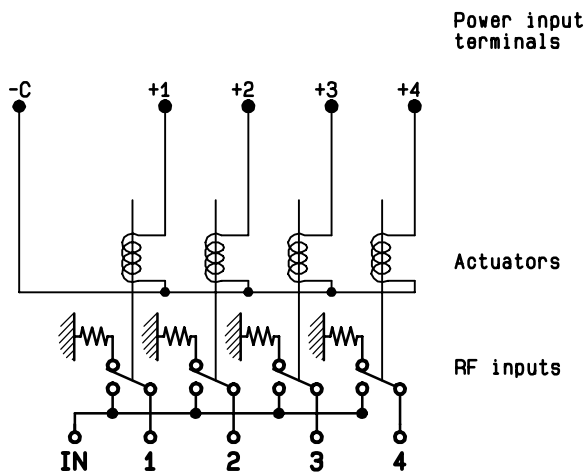 Power input
terminals
-C +1 +2 +3 +4
Actuators
RF inputs
IN 1 2 3 4